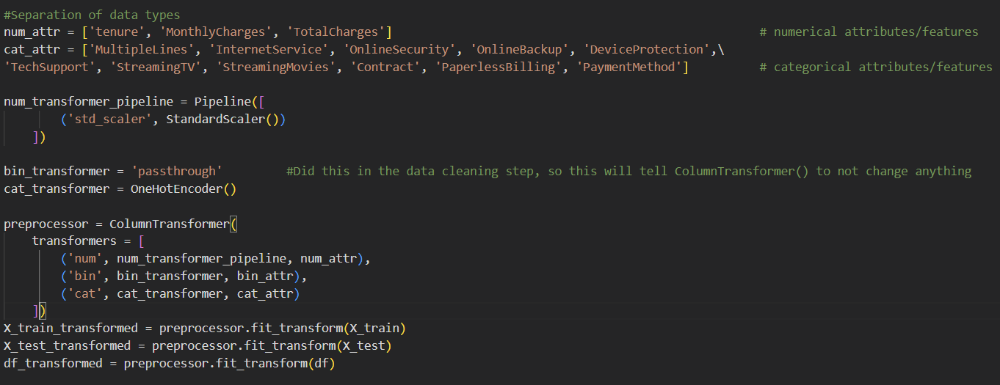 #Separation of data types
num_attr = ['tenure', 'MonthlyCharges', 'TotalCharges'] # numerical attributes/features
cat_attr = ['MultipleLines', 'InternetService', 'OnlineSecurity', 'OnlineBackup', 'DeviceProtection',\
'TechSupport', 'StreamingTV', 'StreamingMovies', 'Contract', 'PaperlessBilling', 'PaymentMethod'] # categorical attributes/features
num_transformer_pipeline = Pipeline([
('std_scaler', StandardScaler())
])
bin_transformer = 'passthrough' #Did this in the data cleaning step, so this will tell ColumnTransformer() to not change anything
cat_transformer = OneHotEncoder()
preprocessor = ColumnTransformer(
transformers = [
('num', num_transformer_pipeline, num_attr),
('bin', bin_transformer, bin_attr),
('cat', cat_transformer, cat_attr)
])
X_train_transformed = preprocessor.fit_transform(X_train)
X_test_transformed = preprocessor.fit_transform(X_test)
df_transformed = preprocessor.fit_transform(df)